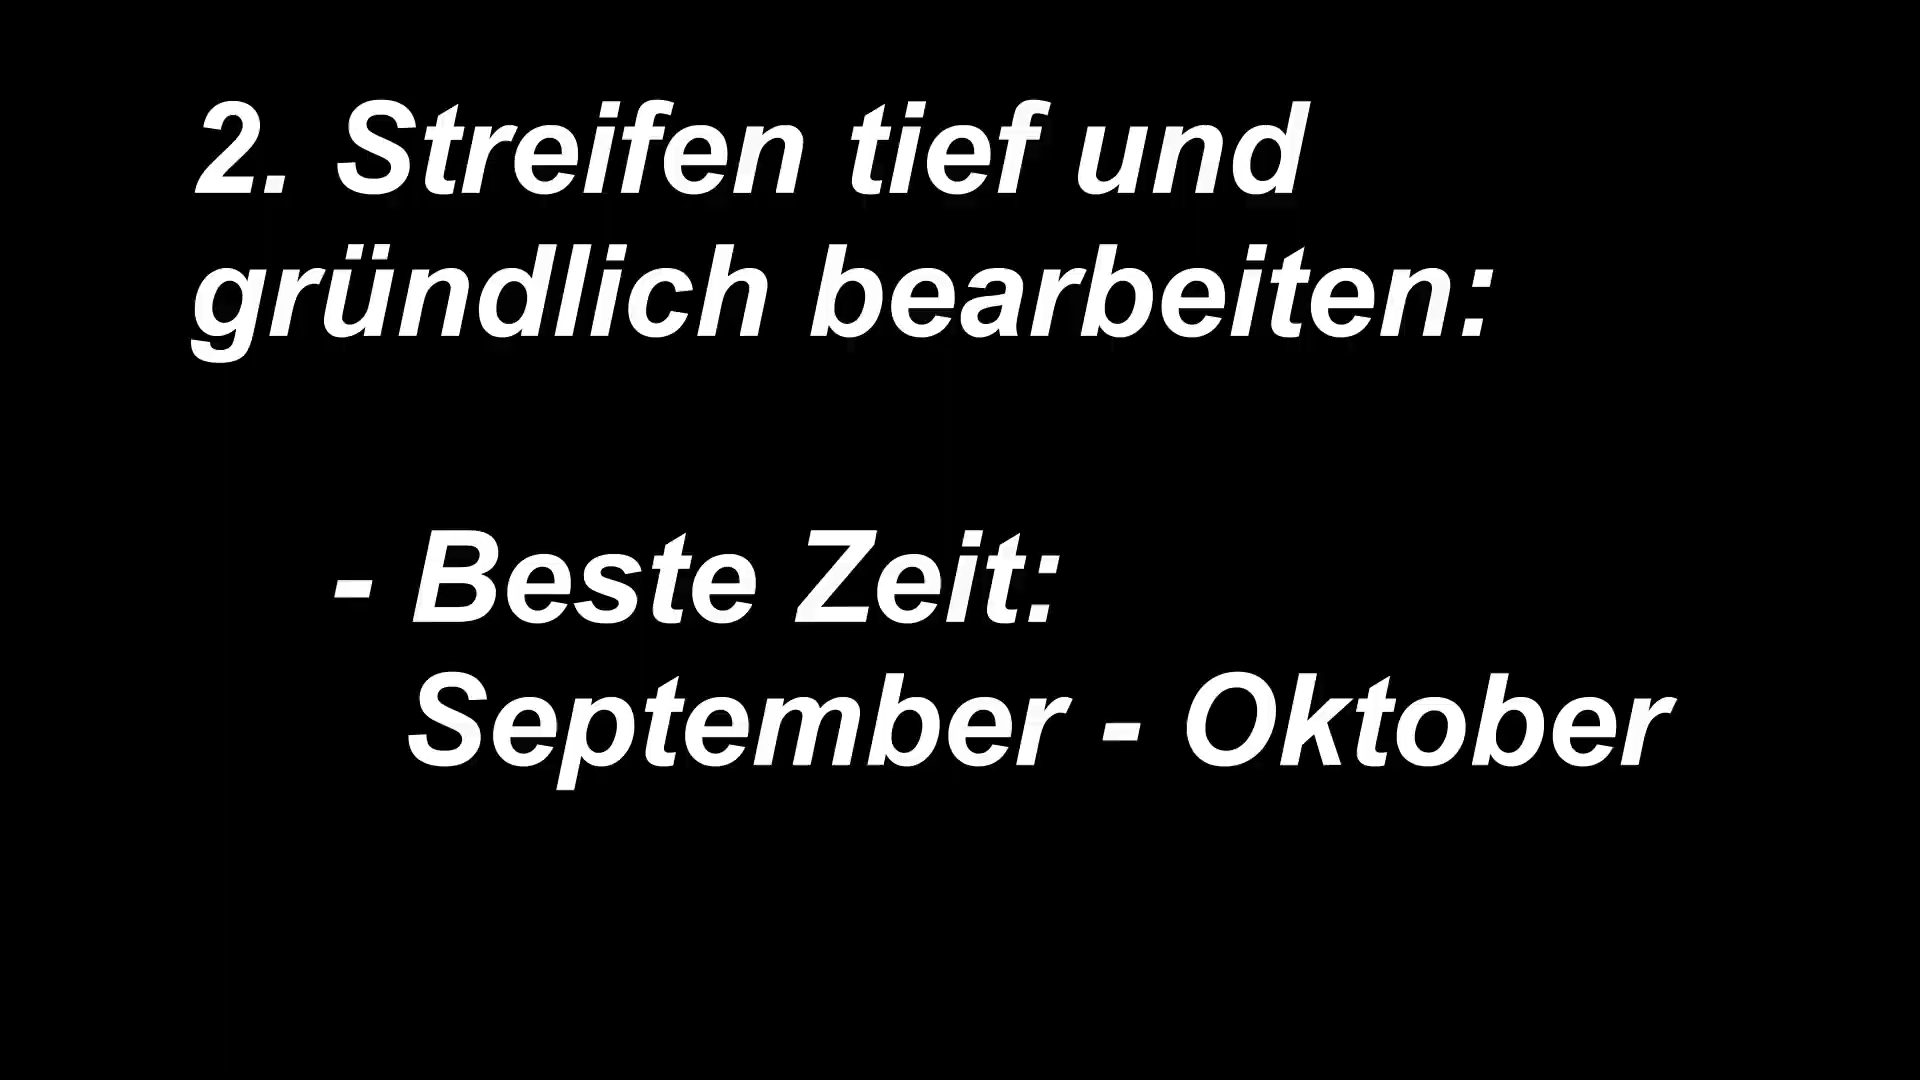 2. Streifen tief und
gründlich bearbeiten:
- Beste Zeit:
September - Oktober